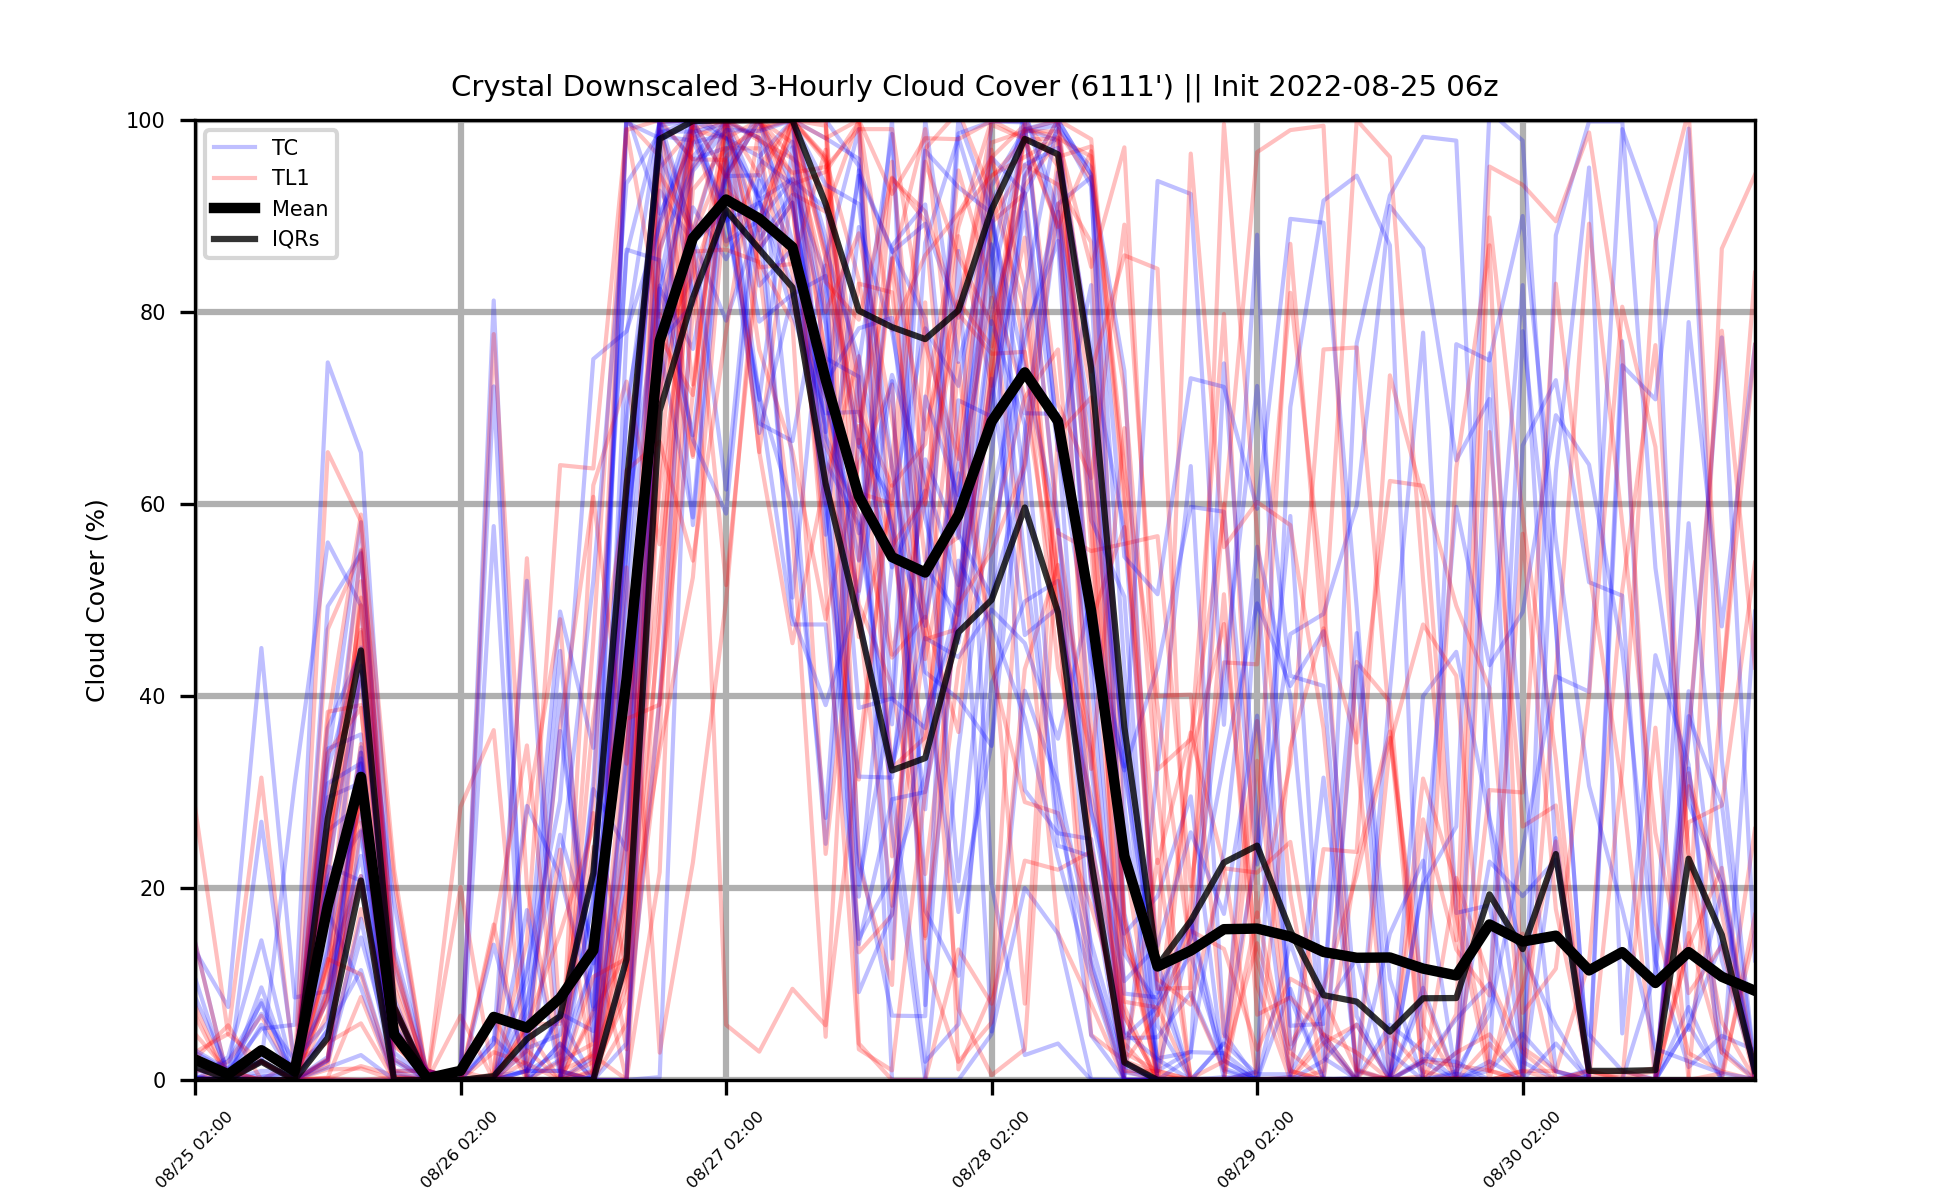 Crystal Downscaled 3-Hourly Cloud Cover (6111') || Init 2022-08-25 06z
TC
TL1
Mean
IQRs
Cloud Cover (%)
100
80
60
40
20
0
08/25 02:00
08/26 02:00
08/27 02:00
08/28 02:00
08/29 02:00
08/30 02:00